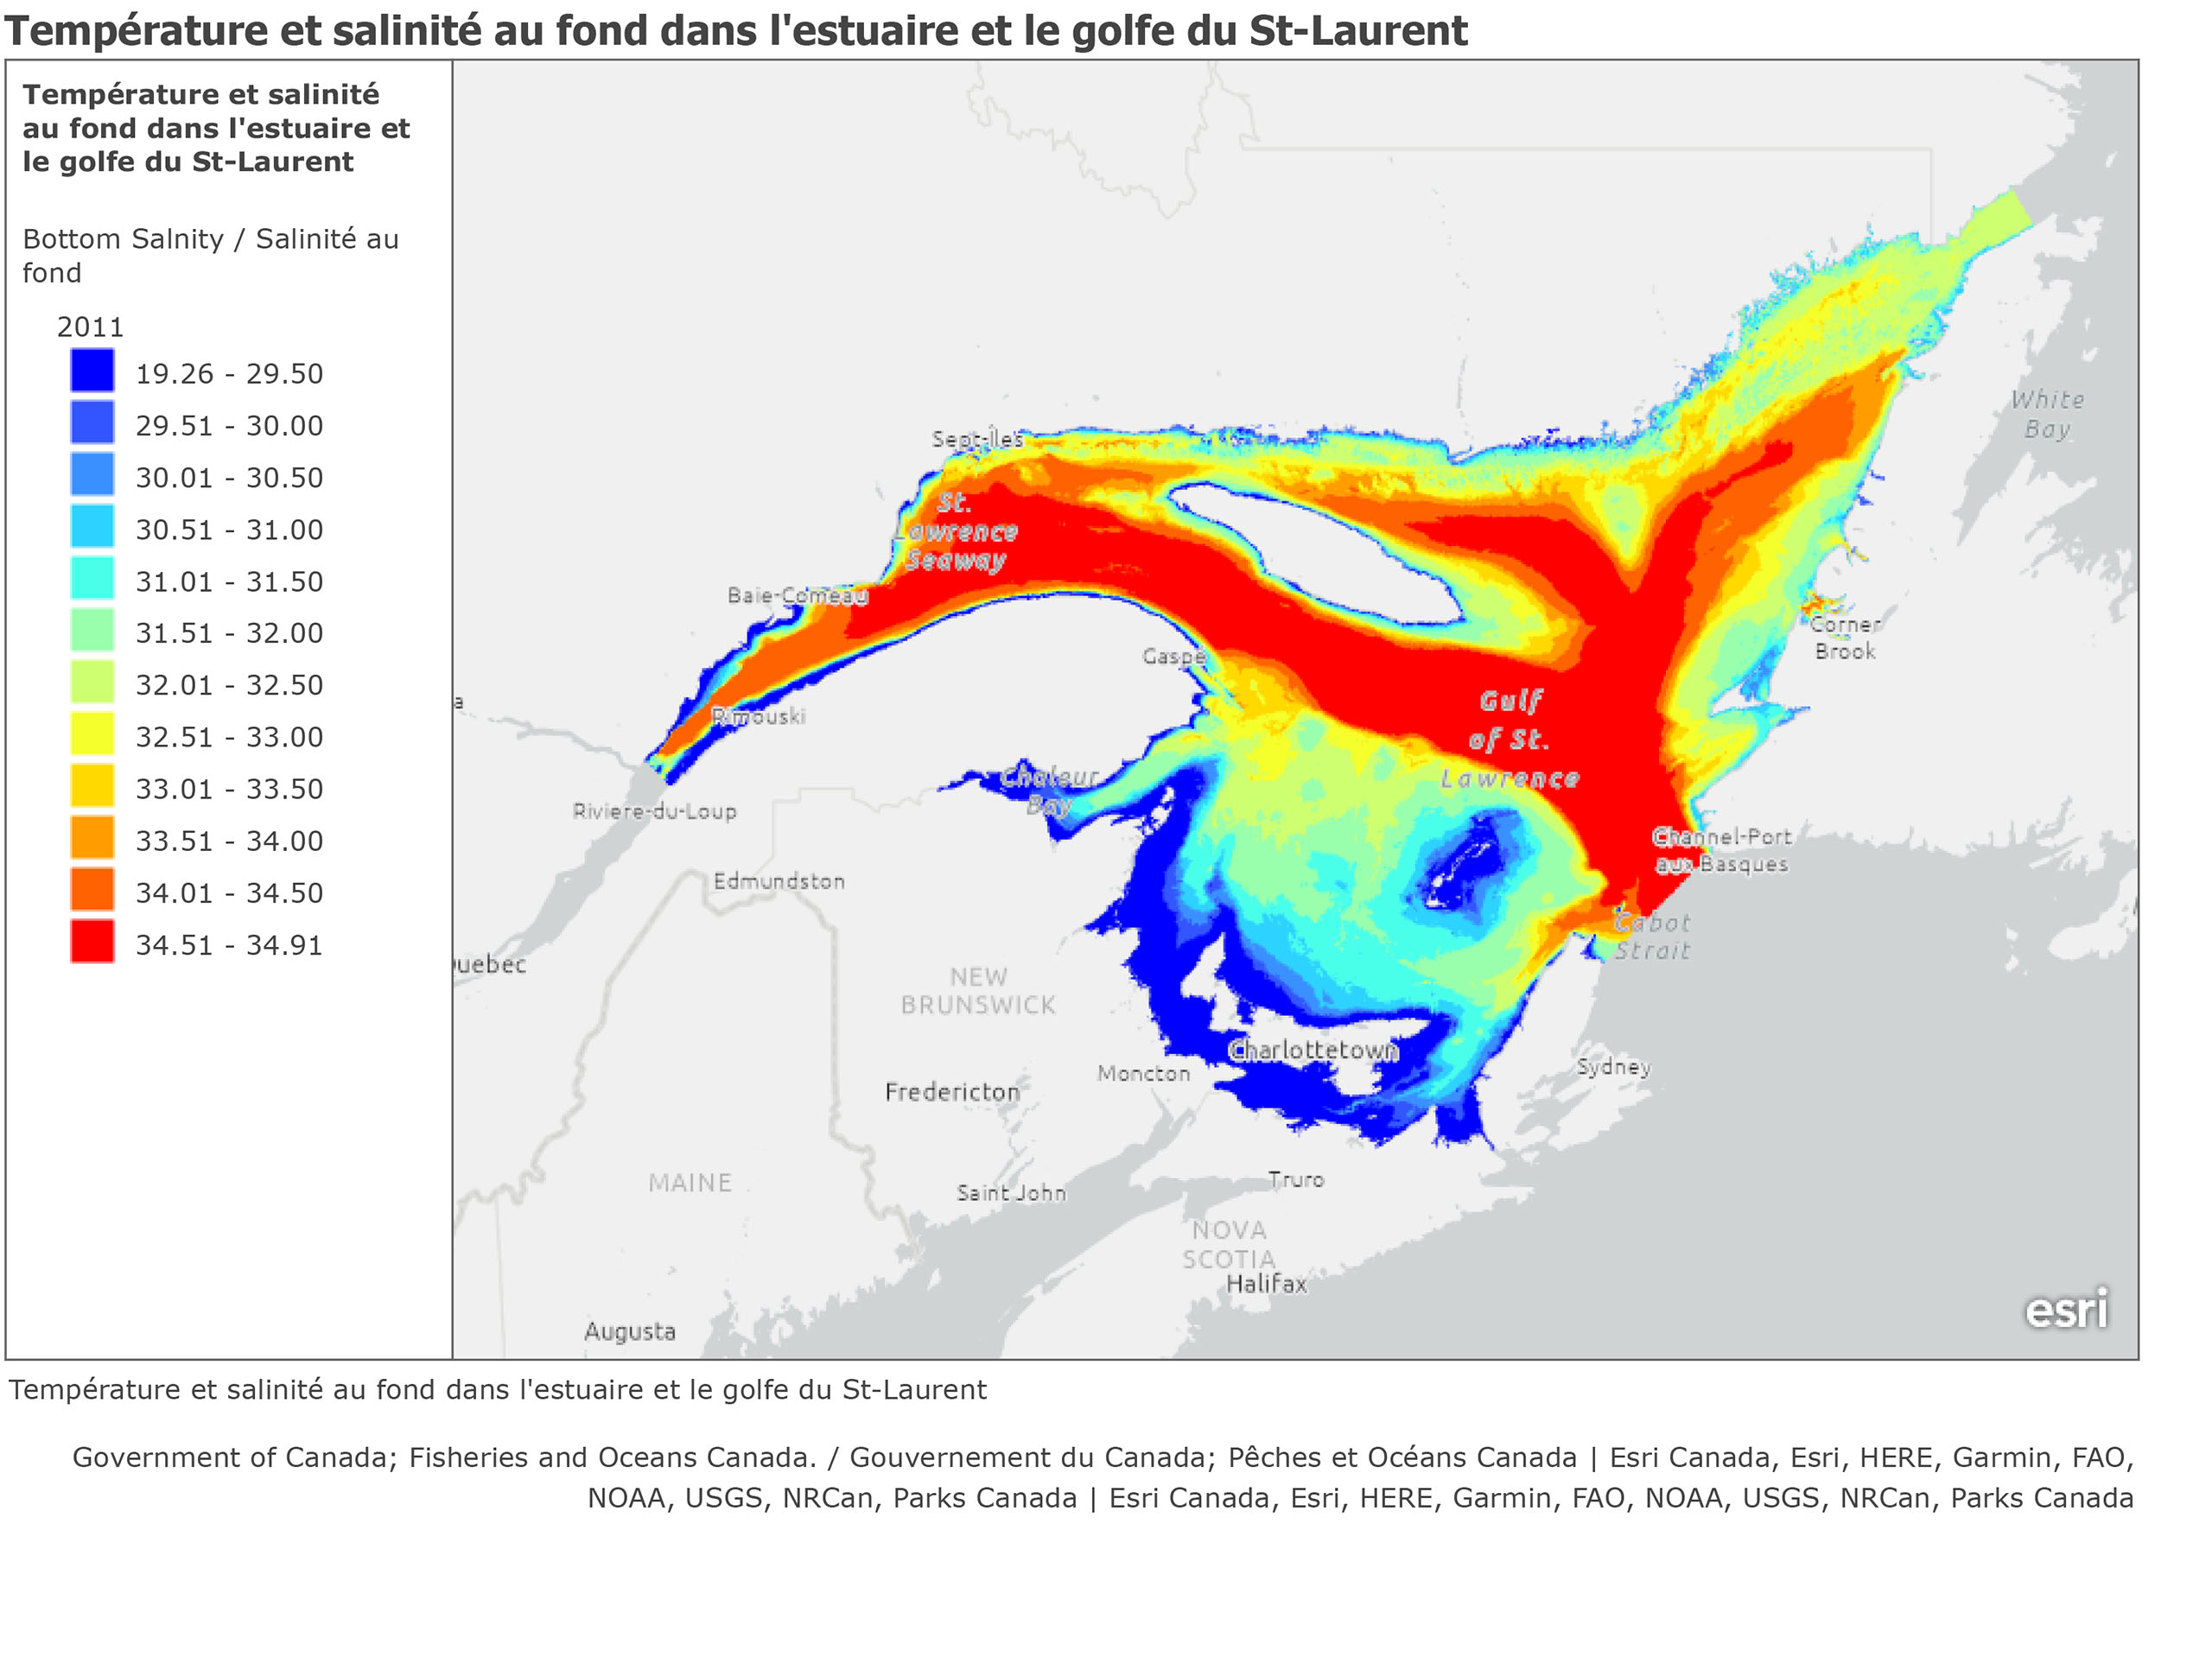 Température et salinité au fond dans l'estuaire et le golfe du St-Laurent
Température et salinité
au fond dans l'estuaire et
le golfe du St-Laurent
Bottom Salnity / Salinité au
fond
2011
19.26 - 29.50
29.51 - 30.00
30.01 - 30.50
30.51 - 31.00
31.01 - 31.50
31.51 - 32.00
32.01 - 32.50
32.51 - 33.00
33.01 - 33.50
33.51 - 34.00
34.01 - 34.50
34.51 - 34.91
White
Bay
Sept-Îles
St.
Lawrence
Seaway
Baie-Comeau
Corner
Brook
Gaspé
a
Gulf
of St.
Lawrence
Rimouski
Chaleur
Bay
Riviere-du-Loup
Channel-Port
aux Basques
Edmundston
Cabot
Strait
uebec
NEW
BRUNSWICK
Charlottetown
Sydney
Moncton
Fredericton
MAINE
Truro
Saint John
NOVA
SCOTIA
Halifax
esri
Augusta
Température et salinité au fond dans l'estuaire et le golfe du St-Laurent
Government of Canada; Fisheries and Oceans Canada. / Gouvernement du Canada; Pêches et Océans Canada | Esri Canada, Esri, HERE, Garmin, FAO,
NOAA, USGS, NRCan, Parks Canada | Esri Canada, Esri, HERE, Garmin, FAO, NOAA, USGS, NRCan, Parks Canada